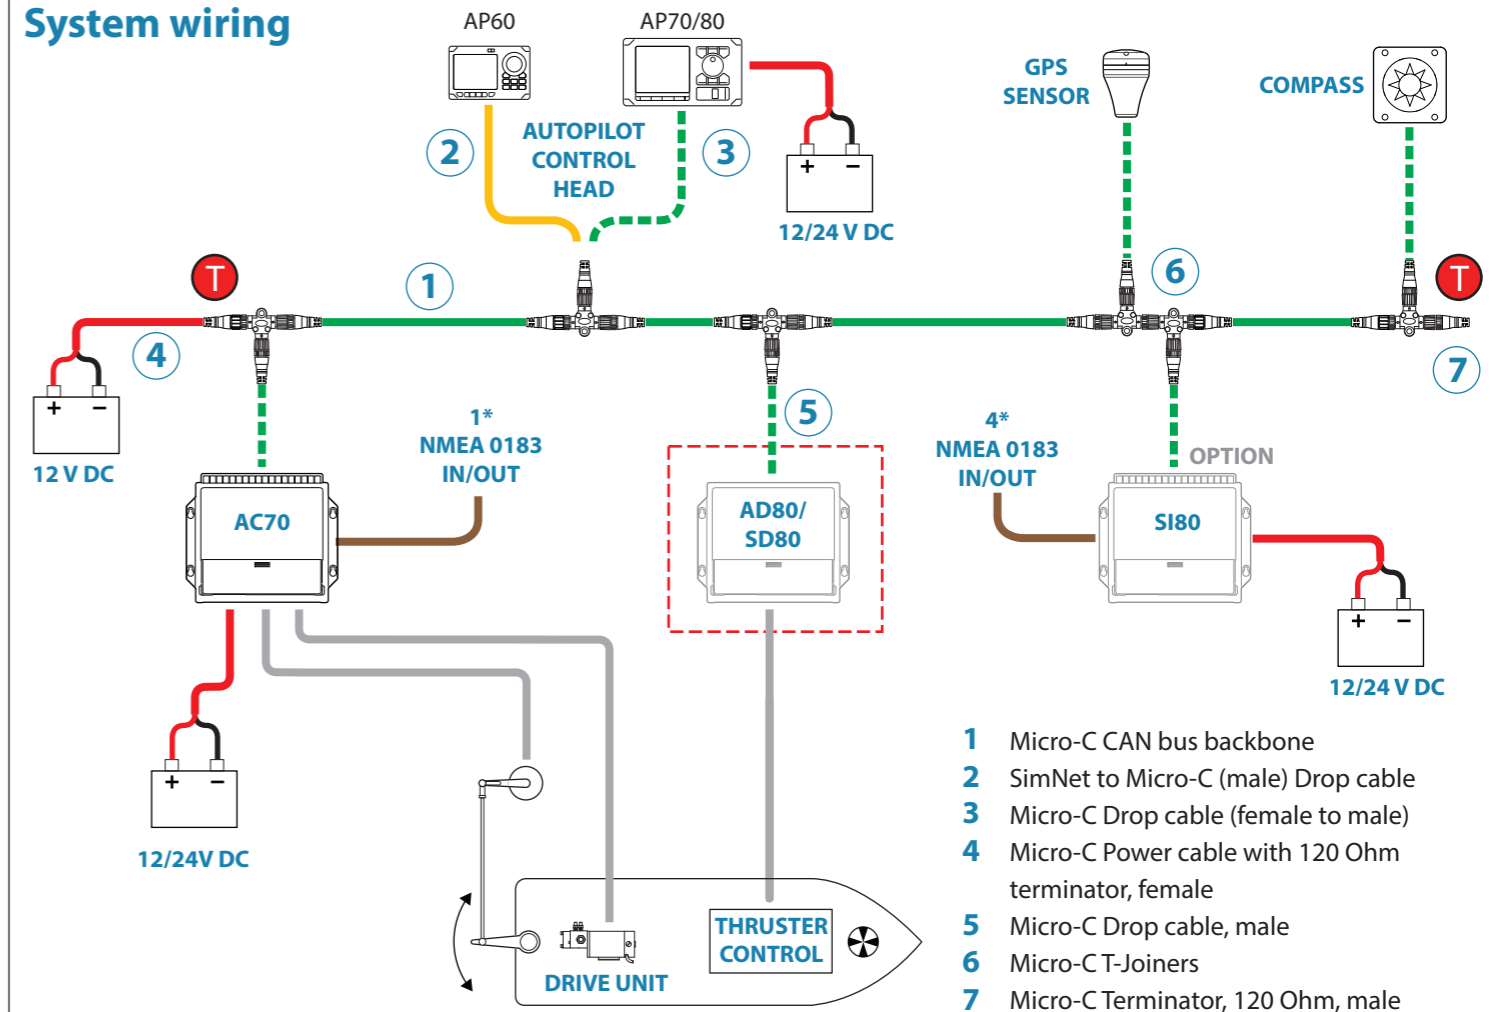 System wiring
AP60
AP70/80
GPS
SENSOR
COMPASS
2
AUTOPILOT
CONTROL
HEAD
3
+ −
12/24 V DC
T
1
6
T
4
7
+ −
12 V DC
5
1*
NMEA 0183
IN/OUT
4*
NMEA 0183
IN/OUT
OPTION
AC70
AD80/
SD80
SI80
+ −
12/24 V DC
+ −
12/24V DC
THRUSTER
CONTROL
DRIVE UNIT
1 Micro-C CAN bus backbone
2 SimNet to Micro-C (male) Drop cable
3 Micro-C Drop cable (female to male)
4 Micro-C Power cable with 120 Ohm
terminator, female
5 Micro-C Drop cable, male
6 Micro-C T-Joiners
7 Micro-C Terminator, 120 Ohm, male